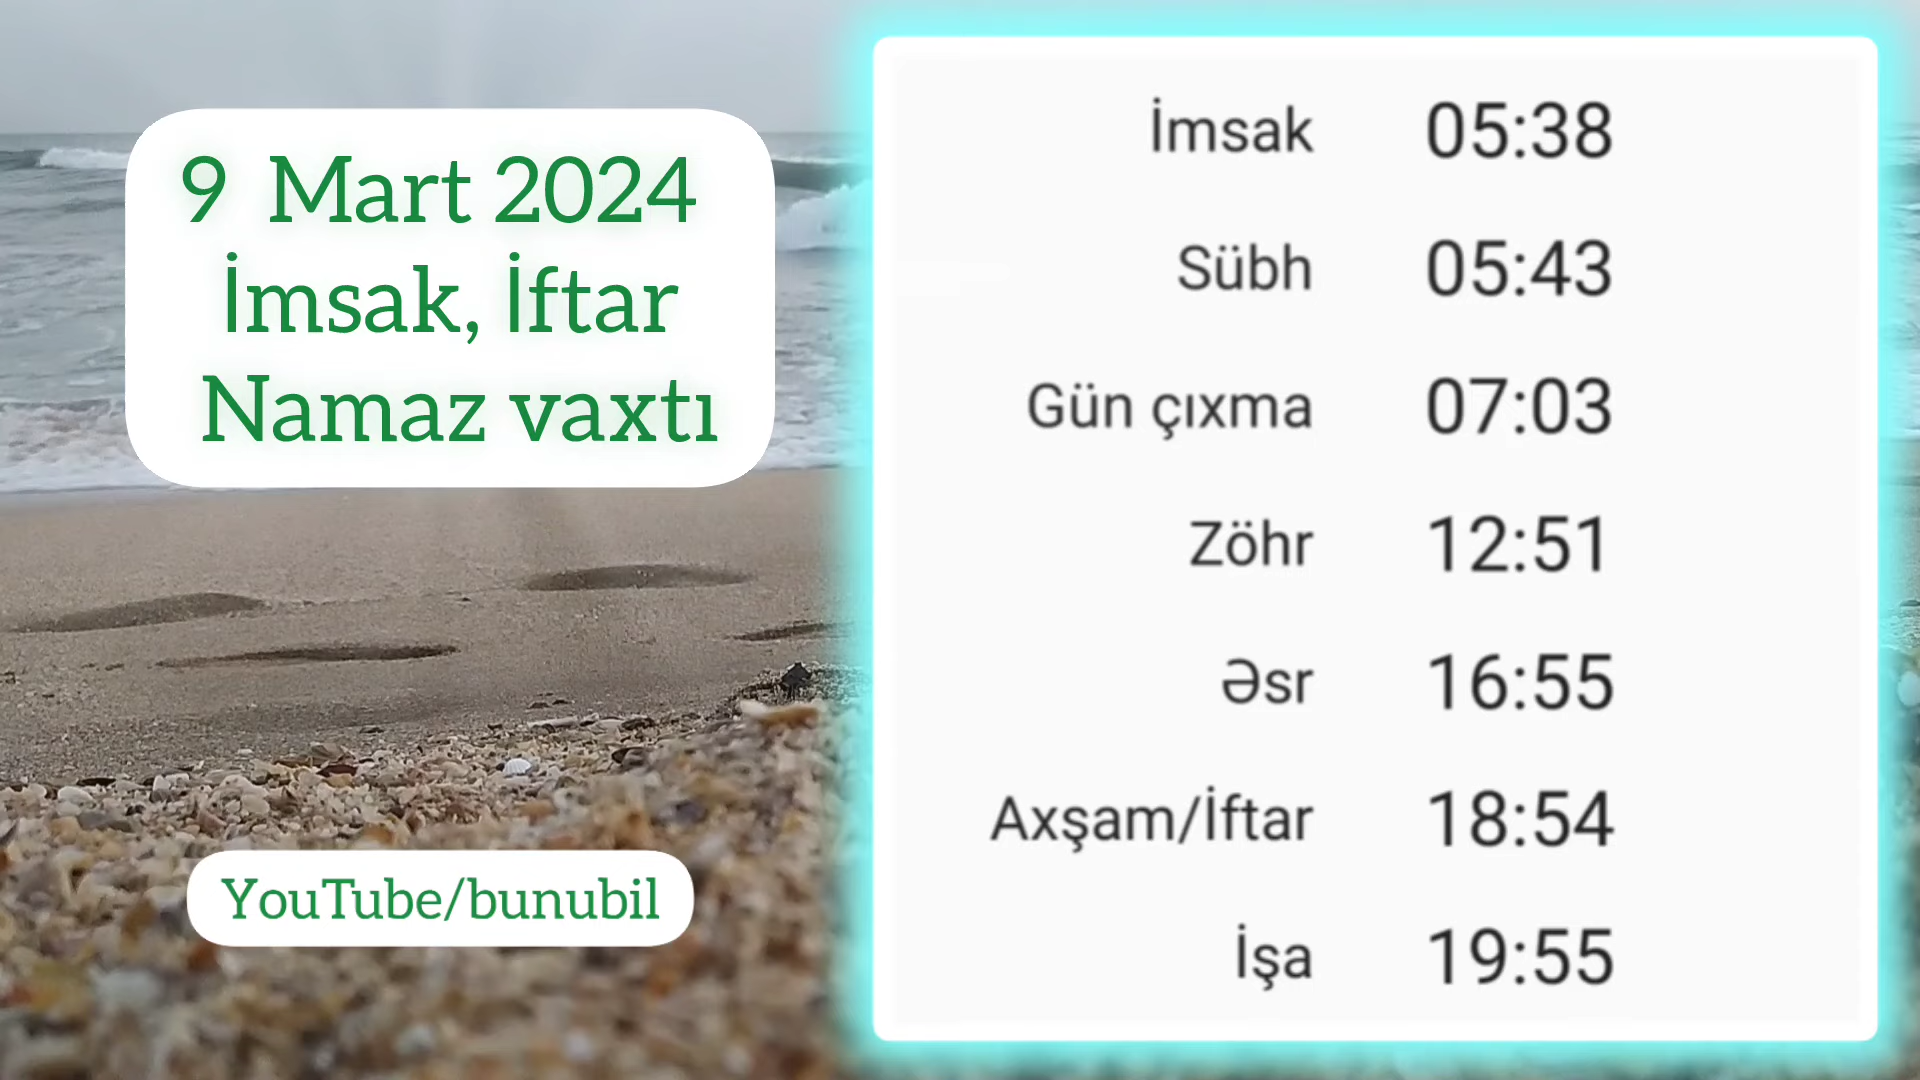 9 Mart 2024
İmsak, İftar
Namaz vaxtı
YouTube/bunubil
İmsak 05:38
Sübh 05:43
Gün çıxma 07:03
Zöhr 12:51
Əsr 16:55
Axşam/İftar 18:54
İşa 19:55